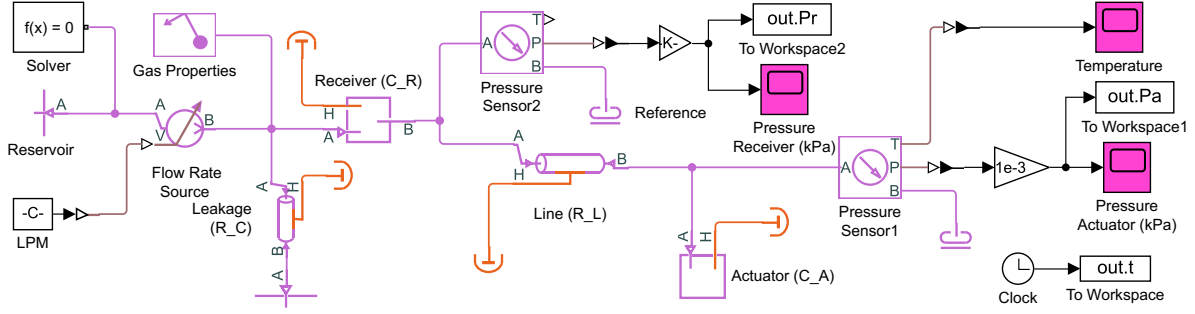 f(x) = 0
Solver
Gas Properties
A
Reservoir
A
B
V
Flow Rate
Source
-C-
LPM
Leakage
(R_C)
A
H
B
A
Receiver (C_R)
H
A
B
A
T
P
B
Pressure
Sensor2
Reference
K-
out.Pr
To Workspace2
Pressure
Receiver (kPa)
A
H
B
Line (R_L)
A
H
Actuator (C_A)
A
T
P
B
Pressure
Sensor1
1e-3
Temperature
out.Pa
To Workspace1
Pressure
Actuator (kPa)
Clock
out.t
To Workspace